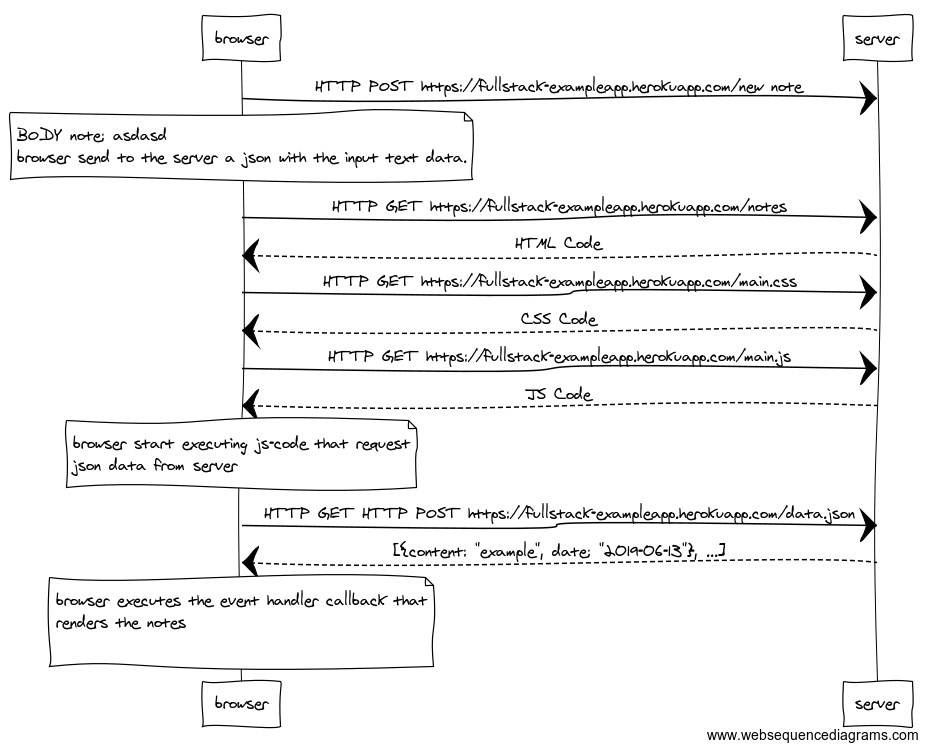 browser server
HTTP POST https://fullstack-exampleapp.herokuapp.com/new note
BODY note: asdasd
browser send to the server a json with the input text data.
HTTP GET https://fullstack-exampleapp.herokuapp.com/notes
HTML Code
HTTP GET https://fullstack-exampleapp.herokuapp.com/main.css
CSS Code
HTTP GET https://fullstack-exampleapp.herokuapp.com/main.js
JS Code
browser start executing js-code that request
json data from server
HTTP GET HTTP POST https://fullstack-exampleapp.herokuapp.com/data.json
[{content: "example", date: "2019-06-13"}, ...]
browser executes the event handler callback that
renders the notes
browser server
www.websequencediagrams.com